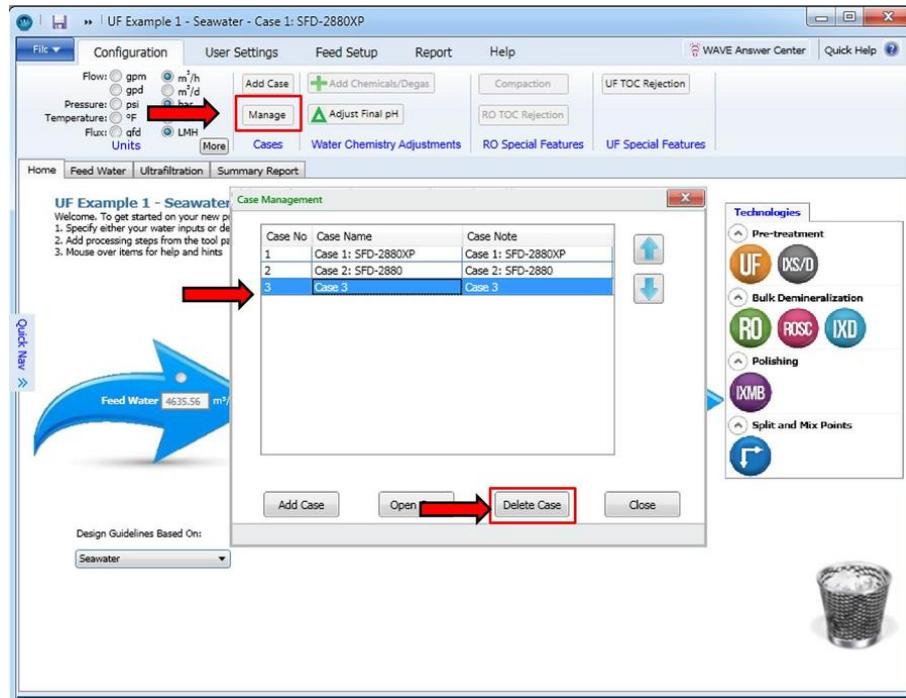 UF Example 1 - Seawater - Case 1: SFD-2880XP
File Configuration User Settings Feed Setup Report Help WAVE Answer Center Quick Help
Flow: gpm m³/h
gpd m³/d
Pressure: psi bar
Temperature: ºF
Flux: gfd LMH
Units More
Add Case
Manage
Cases
Add Chemicals/Degas
Adjust Final pH
Water Chemistry Adjustments
Compaction
RO TOC Rejection
RO Special Features
UF TOC Rejection
UF Special Features
Home Feed Water Ultrafiltration Summary Report
UF Example 1 - Seawater
Welcome. To get started on your new
1. Specify either your water inputs or
2. Add processing steps from the tool
3. Mouse over items for help and hints
Quick Nav
Feed Water 4635.56
Design Guidelines Based On:
Seawater
Case Management
Case No Case Name Case Note
1 Case 1: SFD-2880XP Case 1: SFD-2880XP
2 Case 2: SFD-2880 Case 2: SFD-2880
3 Case 3 Case 3
Add Case Open Delete Case Close
Technologies
Pre-treatment
UF IXS/D
Bulk Demineralization
RO ROSC IXD
Polishing
IXMB
Split and Mix Points